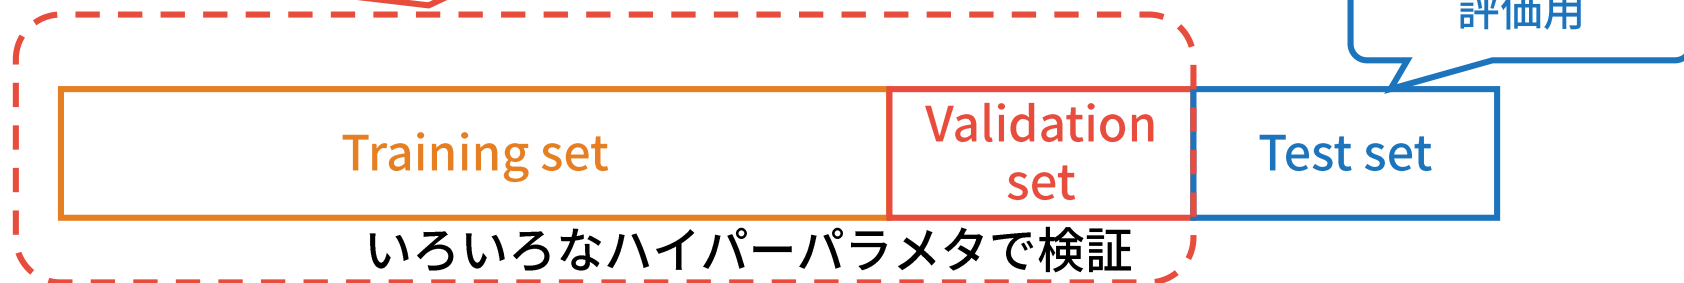 評価用
Training set
Validation
set
Test set
いろいろなハイパーパラメタで検証